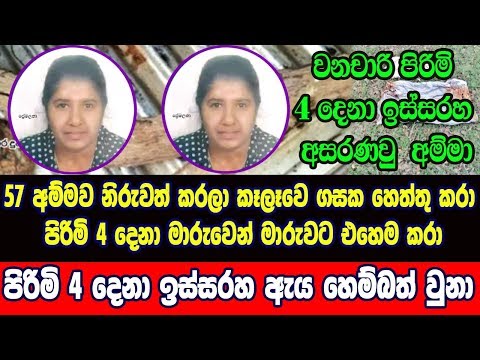 වනචාරි පිරිමි
4 දෙනා ඉස්සරහ
අසරණවු අම්මා
57 අම්මව නිරුවත් කරලා කෑලෑවෙ ගසක හෙත්තු කරා
පිරිමි 4 දෙනා මාරුවෙන් මාරුවට එහෙම කරා
පිරිමි 4 දෙනා ඉස්සරහ ඇය හෙම්බත් වුනා